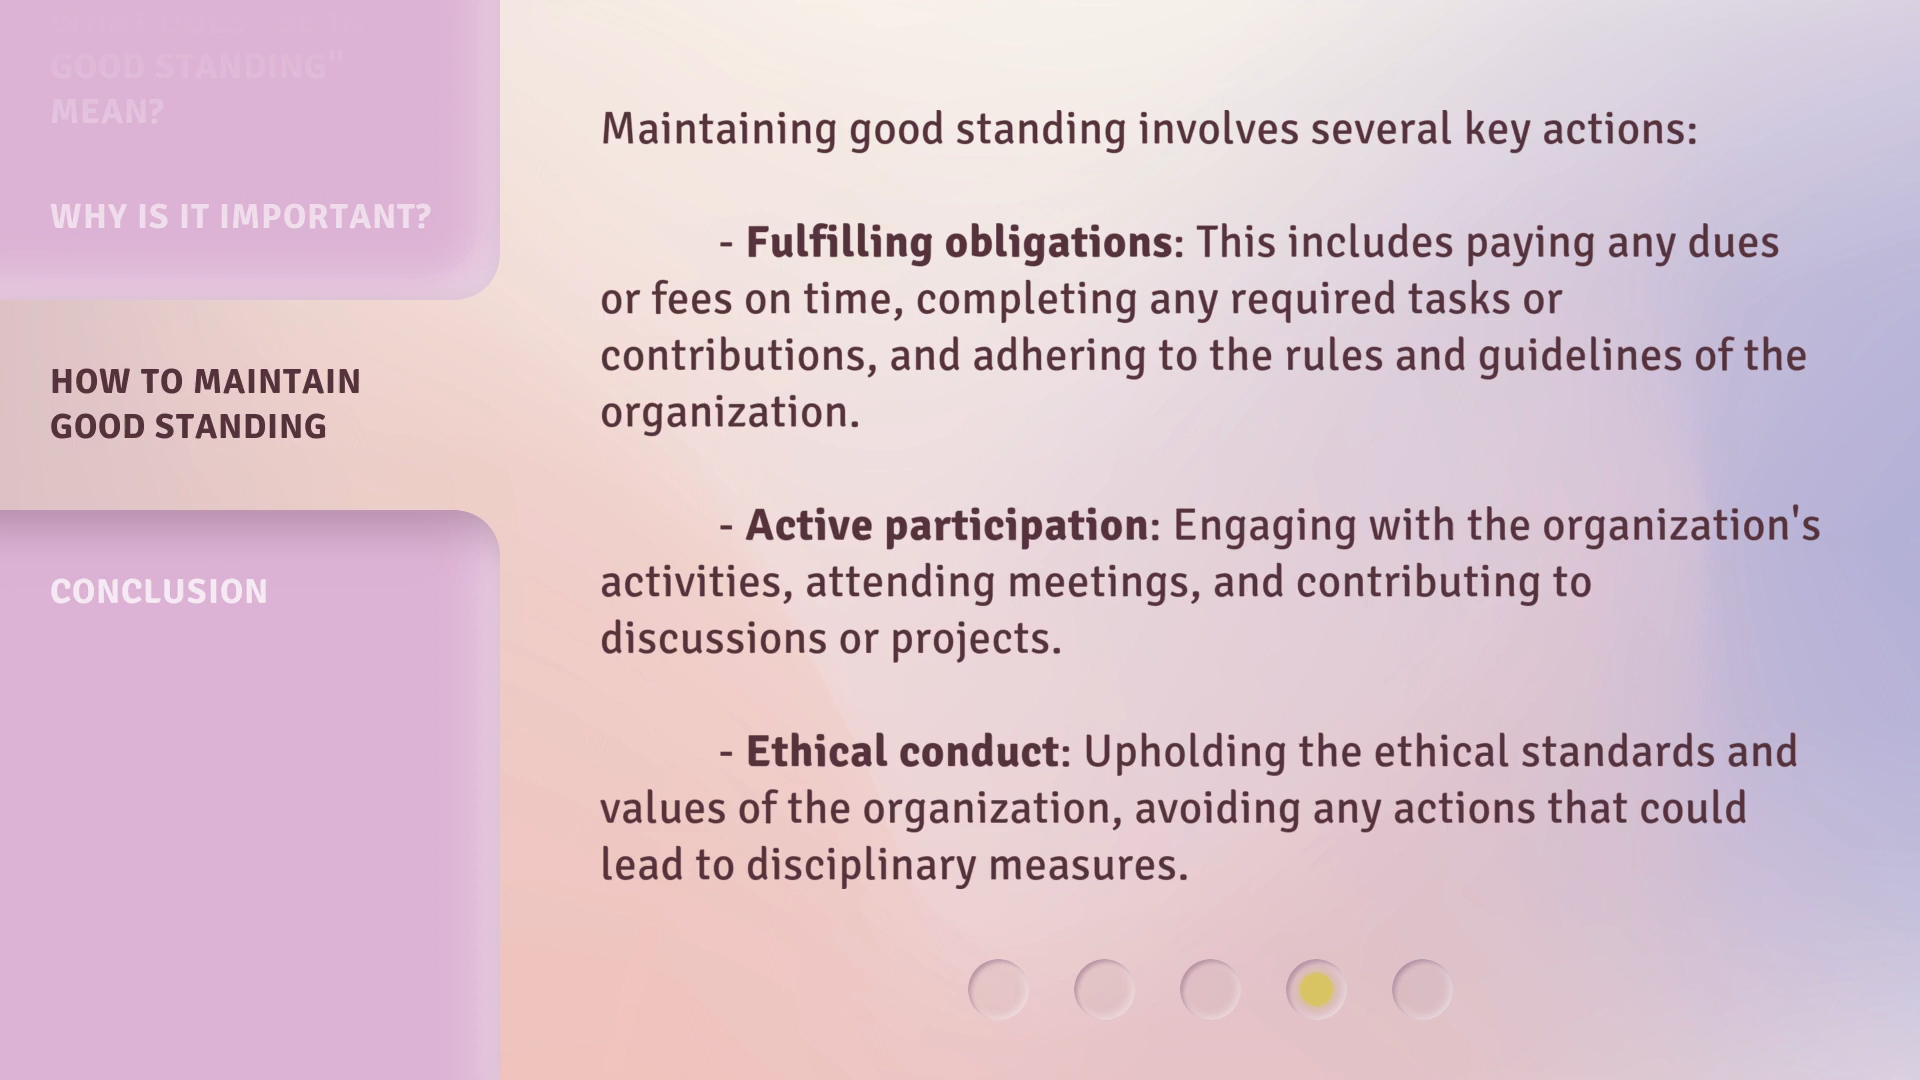 WHAT DOES "BE IN
GOOD STANDING"
MEAN?
WHY IS IT IMPORTANT?
HOW TO MAINTAIN
GOOD STANDING
CONCLUSION
Maintaining good standing involves several key actions:
- Fulfilling obligations: This includes paying any dues
or fees on time, completing any required tasks or
contributions, and adhering to the rules and guidelines of the
organization.
- Active participation: Engaging with the organization's
activities, attending meetings, and contributing to
discussions or projects.
- Ethical conduct: Upholding the ethical standards and
values of the organization, avoiding any actions that could
lead to disciplinary measures.